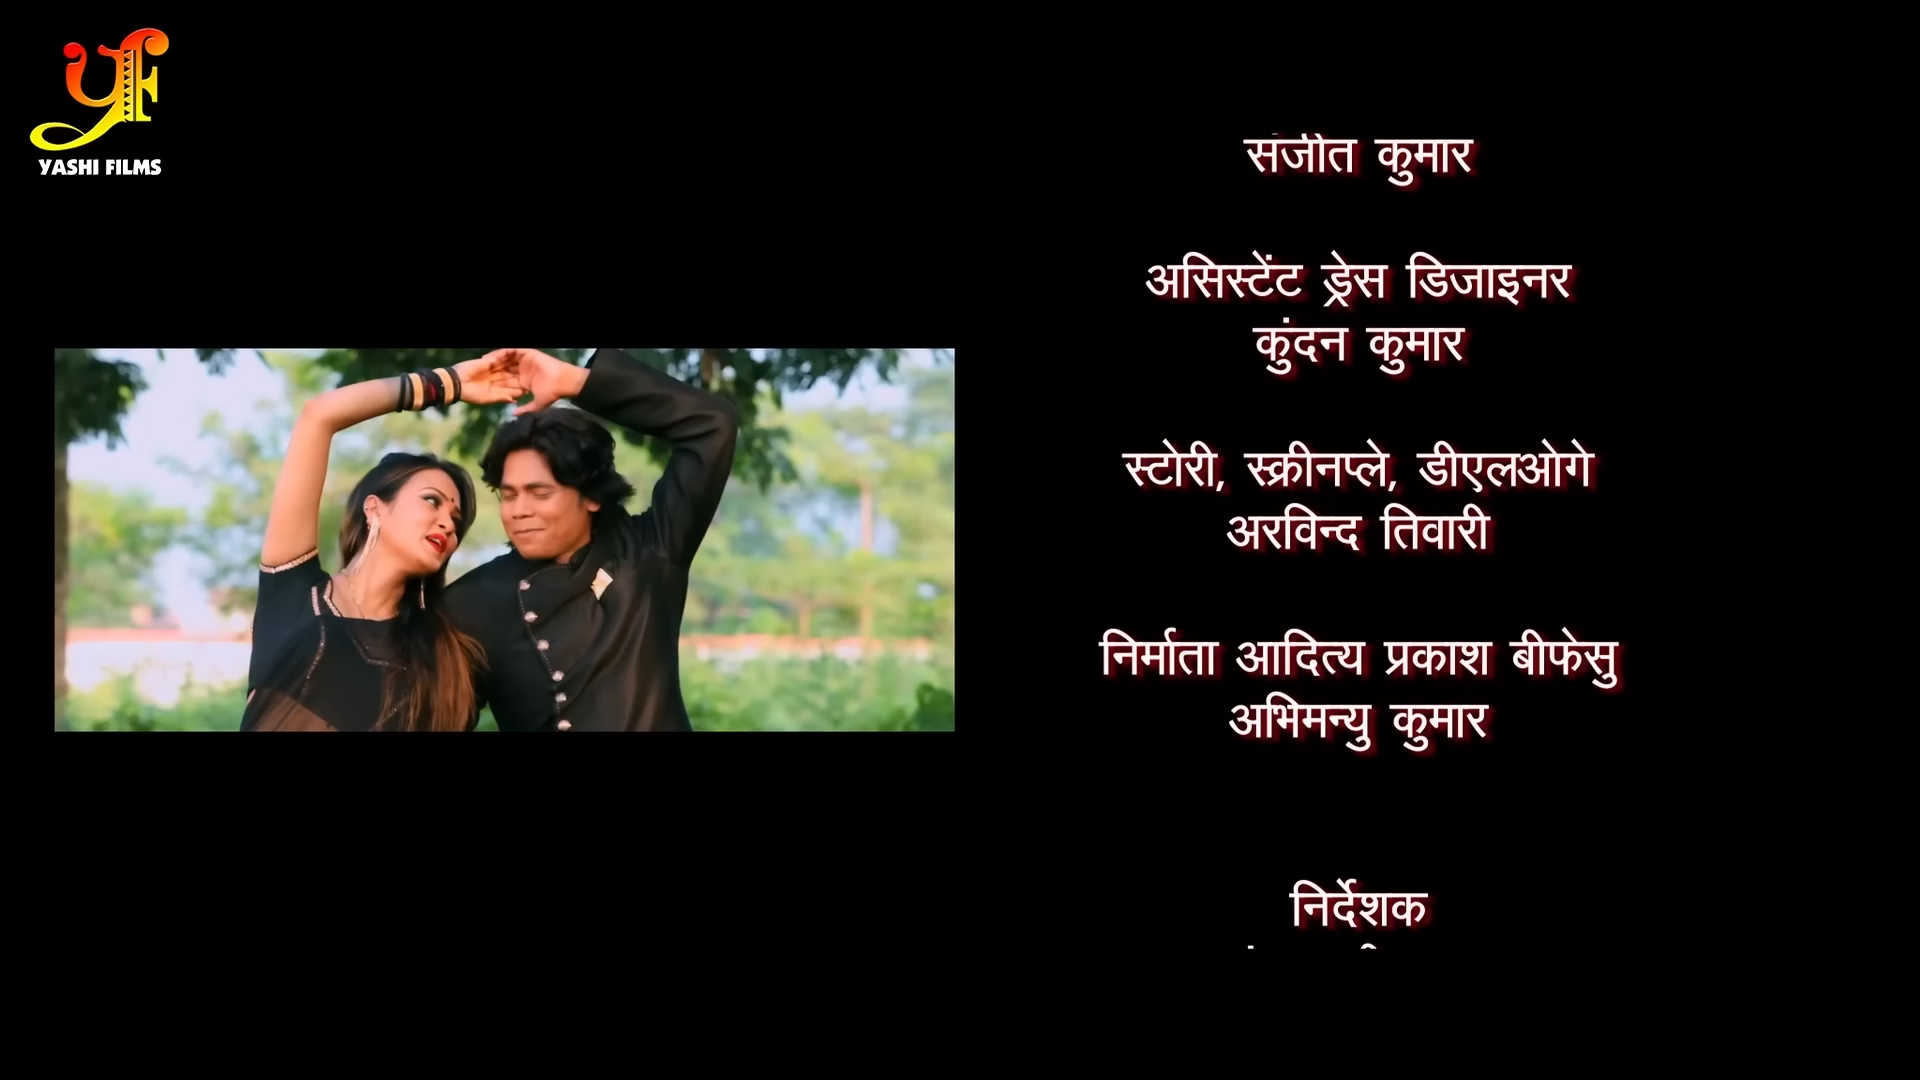 YASHI FILMS
संजीत कुमार
असिस्टेंट ड्रेस डिजाइनर
कुंदन कुमार
स्टोरी, स्क्रीनप्ले, डीएलओगे
अरविन्द तिवारी
निर्माता आदित्य प्रकाश बीफेसु
अभिमन्यु कुमार
निर्देशक